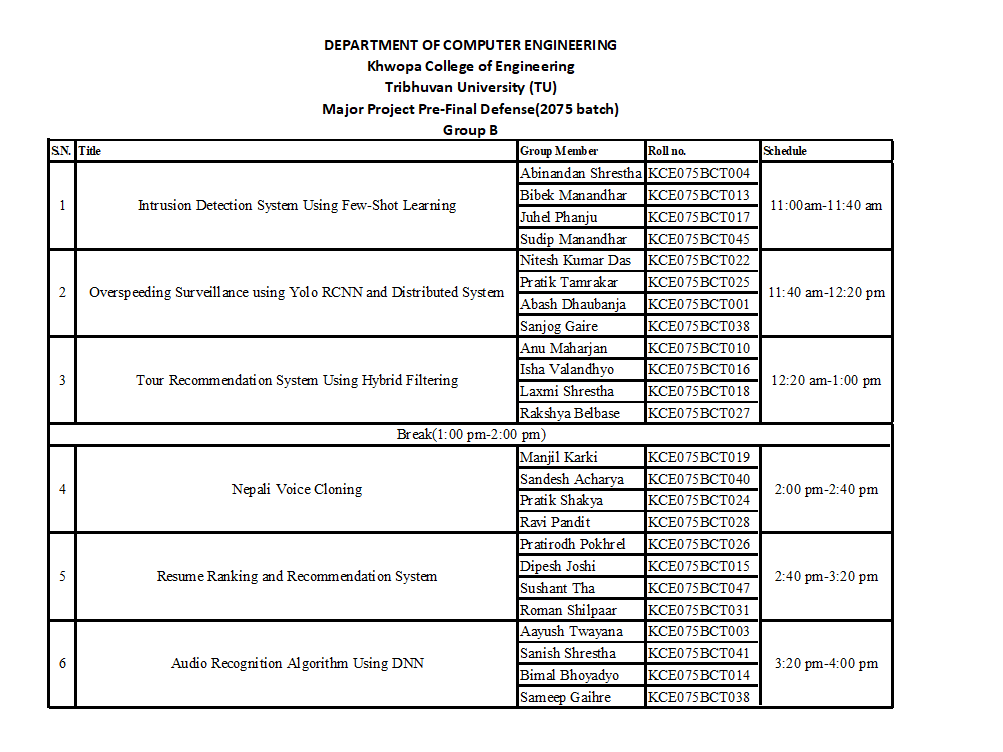 DEPARTMENT OF COMPUTER ENGINEERING
Khwopa College of Engineering
Tribhuvan University (TU)
Major Project Pre-Final Defense(2075 batch)
Group B
S.N. Title Group Member Roll no. Schedule
1 Intrusion Detection System Using Few-Shot Learning 11:00am-11:40 am
Abinandan Shrestha KCE075BCT004
Bibek Manandhar KCE075BCT013
Juhel Phanju KCE075BCT017
Sudip Manandhar KCE075BCT045
2 Overspeeding Surveillance using Yolo RCNN and Distributed System 11:40 am-12:20 pm
Nitesh Kumar Das KCE075BCT022
Pratik Tamrakar KCE075BCT025
Abash Dhaubanja KCE075BCT001
Sanjog Gaire KCE075BCT038
3 Tour Recommendation System Using Hybrid Filtering 12:20 am-1:00 pm
Anu Maharjan KCE075BCT010
Isha Valandhyo KCE075BCT016
Laxmi Shrestha KCE075BCT018
Rakshya Belbase KCE075BCT027
Break(1:00 pm-2:00 pm)
4 Nepali Voice Cloning 2:00 pm-2:40 pm
Manjil Karki KCE075BCT019
Sandesh Acharya KCE075BCT040
Pratik Shakya KCE075BCT024
Ravi Pandit KCE075BCT028
5 Resume Ranking and Recommendation System 2:40 pm-3:20 pm
Pratirodh Pokhrel KCE075BCT026
Dipesh Joshi KCE075BCT015
Sushant Tha KCE075BCT047
Roman Shilpaar KCE075BCT031
6 Audio Recognition Algorithm Using DNN 3:20 pm-4:00 pm
Aayush Twayana KCE075BCT003
Sanish Shrestha KCE075BCT041
Bimal Bhoyadyo KCE075BCT014
Sameep Gaihre KCE075BCT038